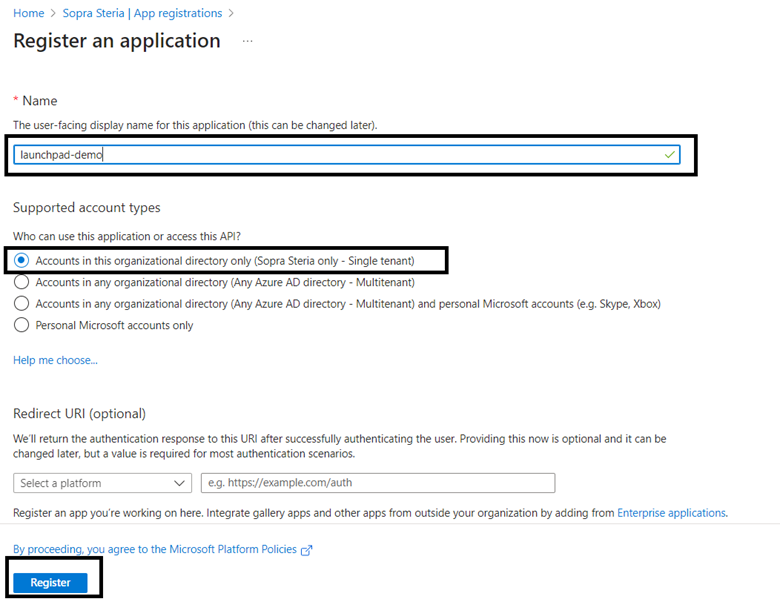 Home > Sopra Steria | App registrations >
Register an application ...
* Name
The user-facing display name for this application (this can be changed later).
launchpad-demo
Supported account types
Who can use this application or access this API?
Accounts in this organizational directory only (Sopra Steria only - Single tenant)
Accounts in any organizational directory (Any Azure AD directory - Multitenant)
Accounts in any organizational directory (Any Azure AD directory - Multitenant) and personal Microsoft accounts (e.g. Skype, Xbox)
Personal Microsoft accounts only
Help me choose...
Redirect URI (optional)
We'll return the authentication response to this URI after successfully authenticating the user. Providing this now is optional and it can be
changed later, but a value is required for most authentication scenarios.
Select a platform e.g. https://example.com/auth
Register an app you're working on here. Integrate gallery apps and other apps from outside your organization by adding from Enterprise applications.
By proceeding, you agree to the Microsoft Platform Policies
Register